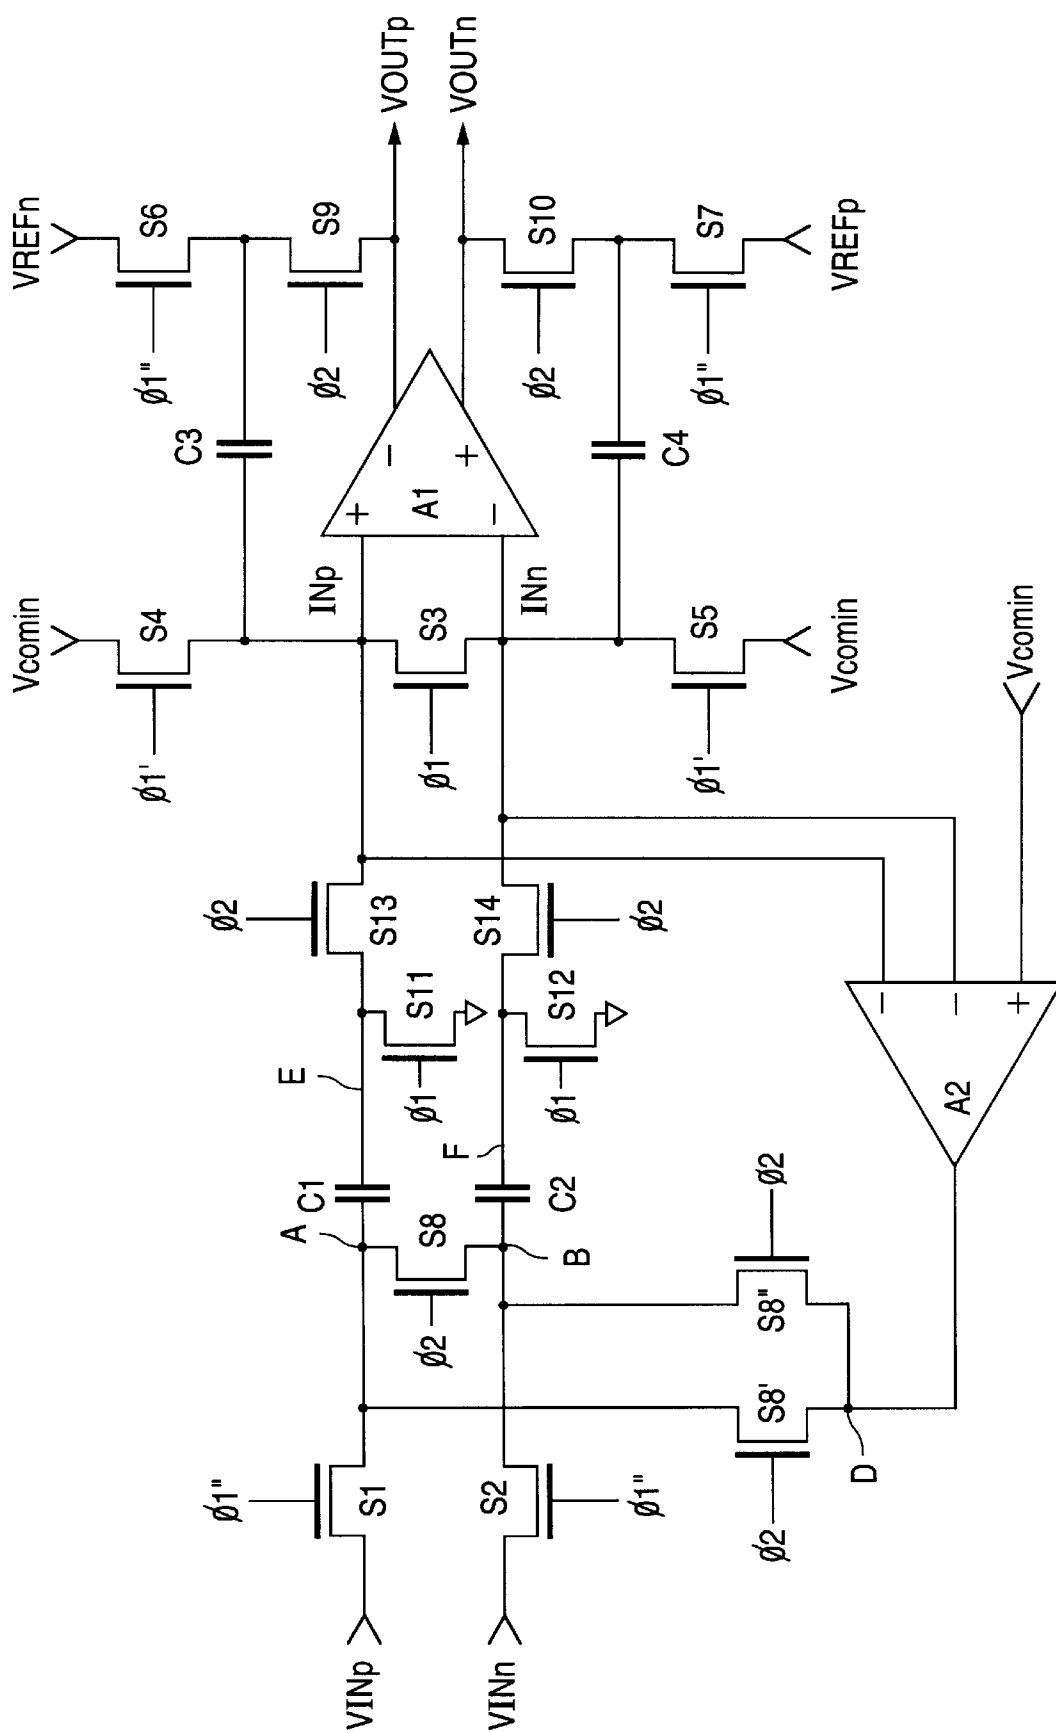 VREFn
S6
ø1"
S9
ø2
VOUTp
VOUTn
S10
ø2
S7
ø1"
VREFp
C3
C4
A1
+
−
−
+
INp
INn
Vcomin
S4
ø1'
S3
ø1
S5
ø1'
Vcomin
Vcomin
ø2
S13
S14
ø2
S11
ø1
S12
ø1
E
F
−
−
+
A2
C1
C2
A
B
S8
ø2
S8"
ø2
S8'
ø2
D
ø1"
S1
S2
ø1"
VINp
VINn